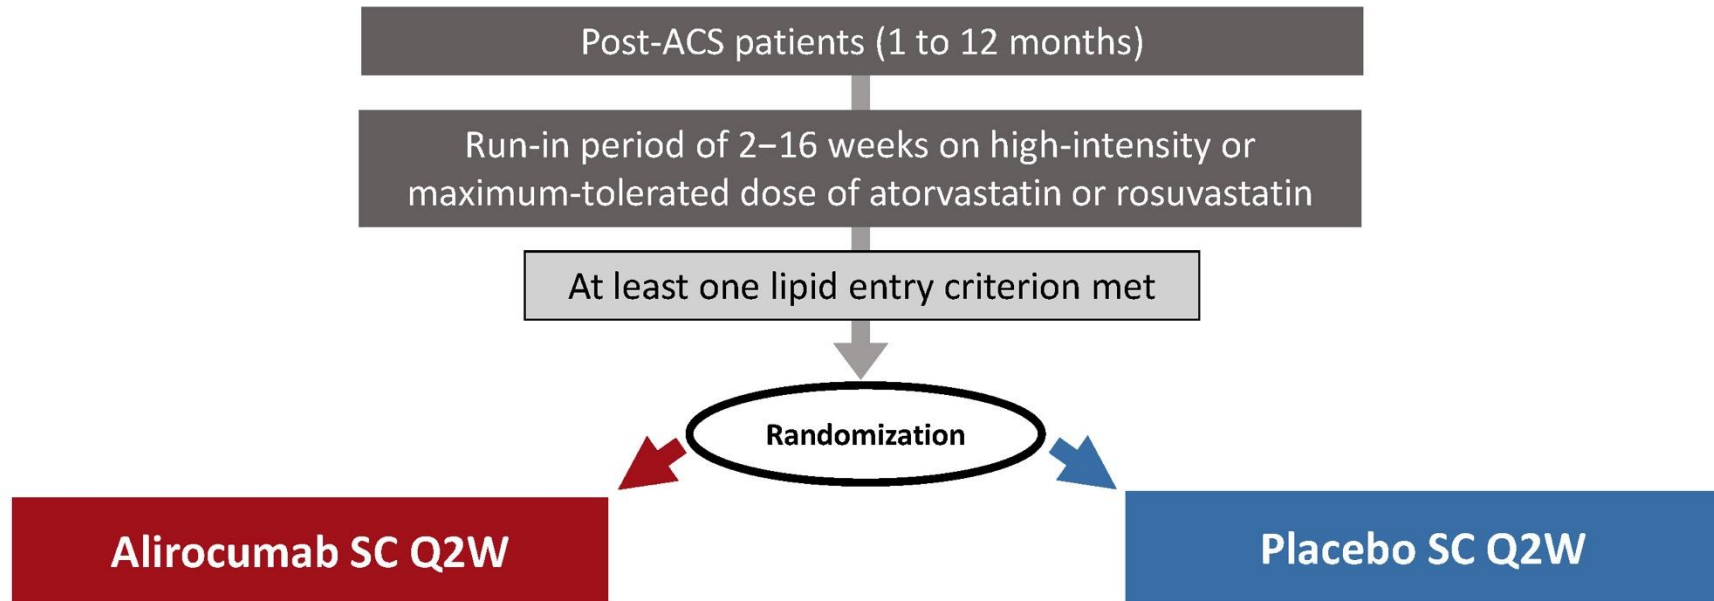 Post-ACS patients (1 to 12 months)
Run-in period of 2−16 weeks on high-intensity or
maximum-tolerated dose of atorvastatin or rosuvastatin
At least one lipid entry criterion met
Randomization
Alirocumab SC Q2W
Placebo SC Q2W